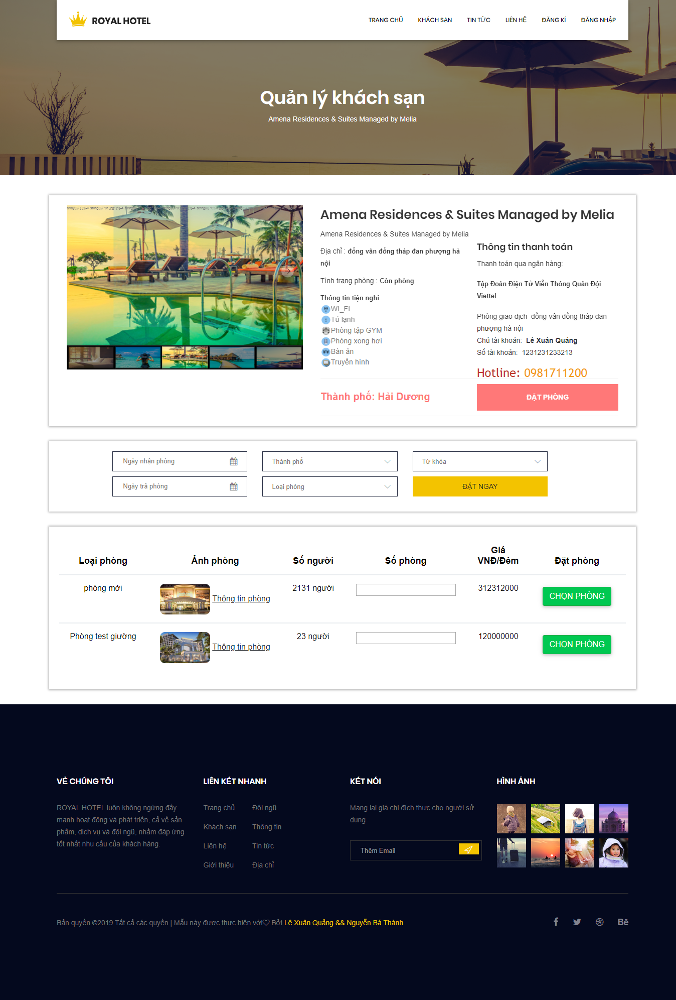 ROYAL HOTEL
TRANG CHỦ
KHÁCH SẠN
TIN TỨC
LIÊN HỆ
ĐĂNG KÍ
ĐĂNG NHẬP
Quản lý khách sạn
Amena Residences & Suites Managed by Melia
array(6) { [0]=> string(6) "01.jpg" [1]=>
Amena Residences & Suites Managed by Melia
Amena Residences & Suites Managed by Melia
Địa chỉ : đồng vân đồng tháp đan phượng hà
nội
Tình trạng phòng : Còn phòng
Thông tin tiện nghi
WI_FI
Tủ lạnh
Phòng tập GYM
Phòng xong hơi
Bàn ăn
Truyền hình
Thông tin thanh toán
Thanh toán qua ngân hàng:
Tập Đoàn Điện Tử Viễn Thông Quân Đội
Viettel
Phòng giao dịch đồng vân đồng tháp đan
phượng hà nội
Chủ tài khoản: Lê Xuân Quảng
Số tài khoản: 1231231233213
Hotline: 0981711200
Thành phố: Hải Dương
ĐẶT PHÒNG
Ngày nhận phòng
Thành phố
Từ khóa
Ngày trả phòng
Loại phòng
ĐẶT NGAY
Loại phòng
Ảnh phòng
Số người
Số phòng
Giá
VNĐ/Đêm
Đặt phòng
phòng mới
Thông tin phòng
2131 người
312312000
CHỌN PHÒNG
Phòng test giường
Thông tin phòng
23 người
120000000
CHỌN PHÒNG
VỀ CHÚNG TÔI
ROYAL HOTEL luôn không ngừng đẩy
mạnh hoạt động và phát triển, cả về sản
phẩm, dịch vụ và đội ngũ, nhằm đáp ứng
tốt nhất nhu cầu của khách hàng.
LIÊN KẾT NHANH
Trang chủ
Đội ngũ
Khách sạn
Thông tin
Liên hệ
Tin tức
Giới thiệu
Địa chỉ
KẾT NỐI
Mang lại giá chị đích thực cho người sử
dụng
Thêm Email
HÌNH ẢNH
Bản quyền ©2019 Tất cả các quyền | Mẫu này được thực hiện với Bởi Lê Xuân Quảng && Nguyễn Bá Thành